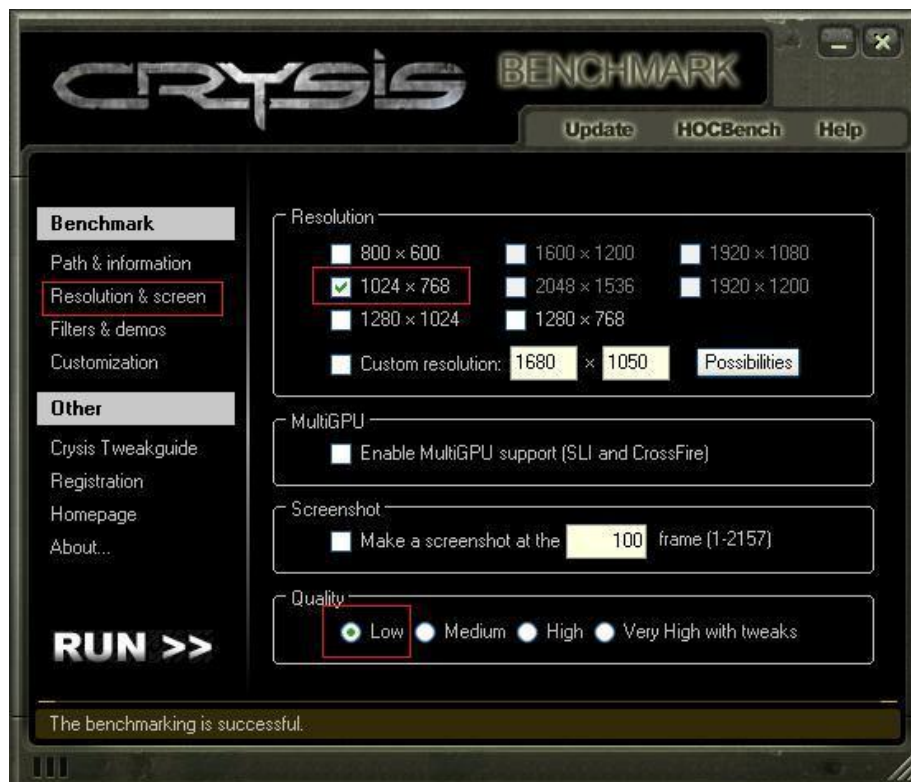 CRYSIS BENCHMARK
Update HOCBench Help
Benchmark
Path & information
Resolution & screen
Filters & demos
Customization
Other
Crysis Tweakguide
Registration
Homepage
About...
RUN >>
Resolution
800 × 600 1600 × 1200 1920 × 1080
1024 × 768 2048 × 1536 1920 × 1200
1280 × 1024 1280 × 768
Custom resolution: 1680 × 1050 Possibilities
MultiGPU
Enable MultiGPU support (SLI and CrossFire)
Screenshot
Make a screenshot at the 100 frame (1-2157)
Quality
Low Medium High Very High with tweaks
The benchmarking is successful.